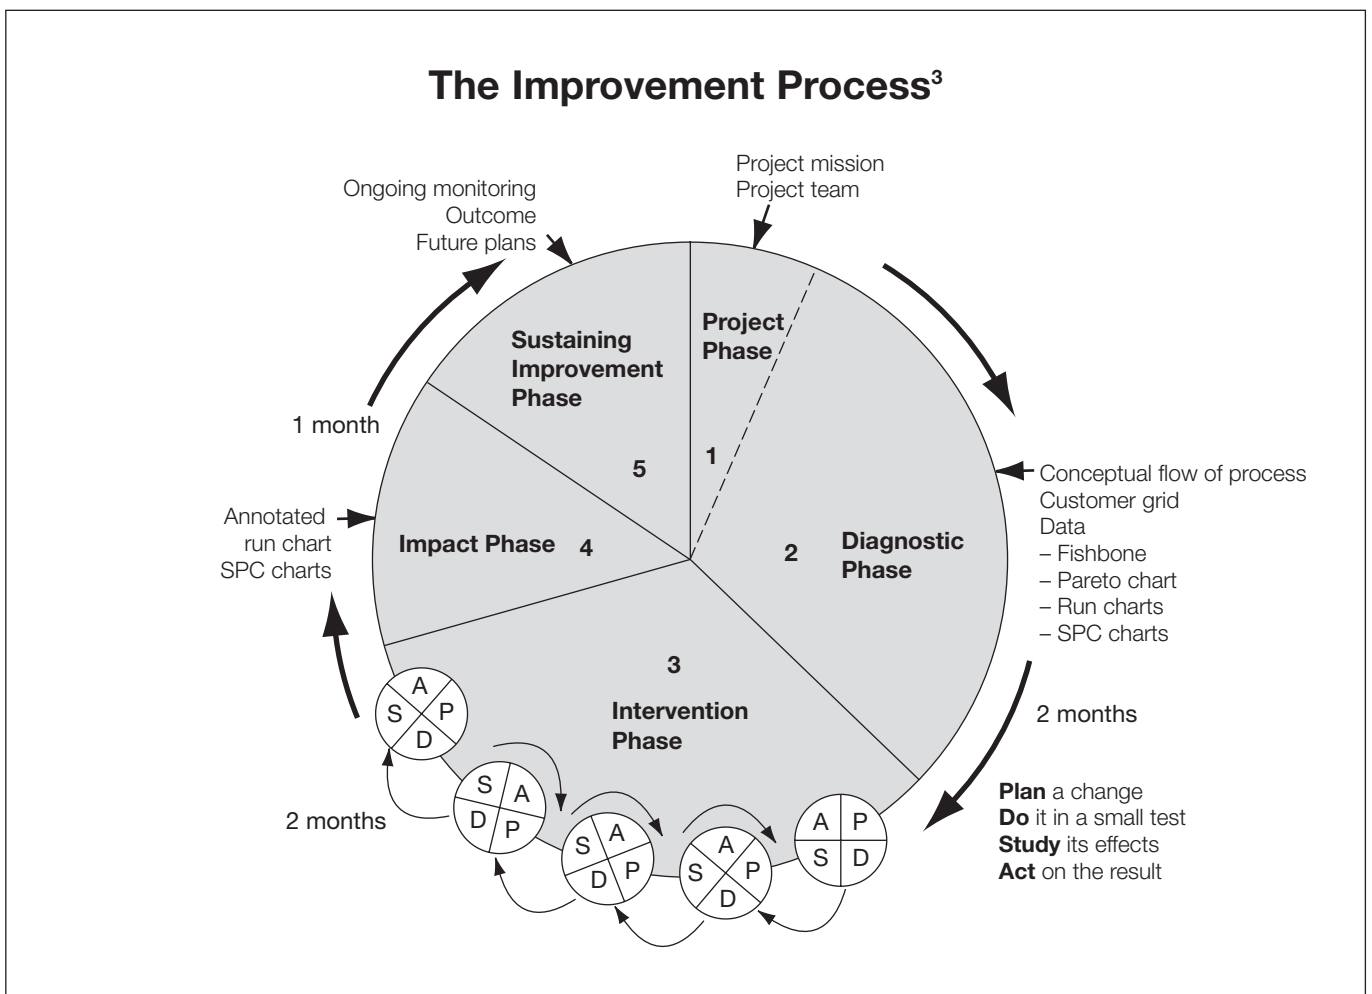 The Improvement Process³
Project mission
Project team
Ongoing monitoring
Outcome
Future plans
Project
Phase
1
Sustaining
Improvement
Phase
5
1 month
Conceptual flow of process
Customer grid
Data
– Fishbone
– Pareto chart
– Run charts
– SPC charts
2 Diagnostic
Phase
Annotated
run chart
SPC charts
Impact Phase 4
3
Intervention
Phase
2 months
Plan a change
Do it in a small test
Study its effects
Act on the result
2 months
A
S P
D
S A
D P
S A
D P
A
S P
D
A P
S D